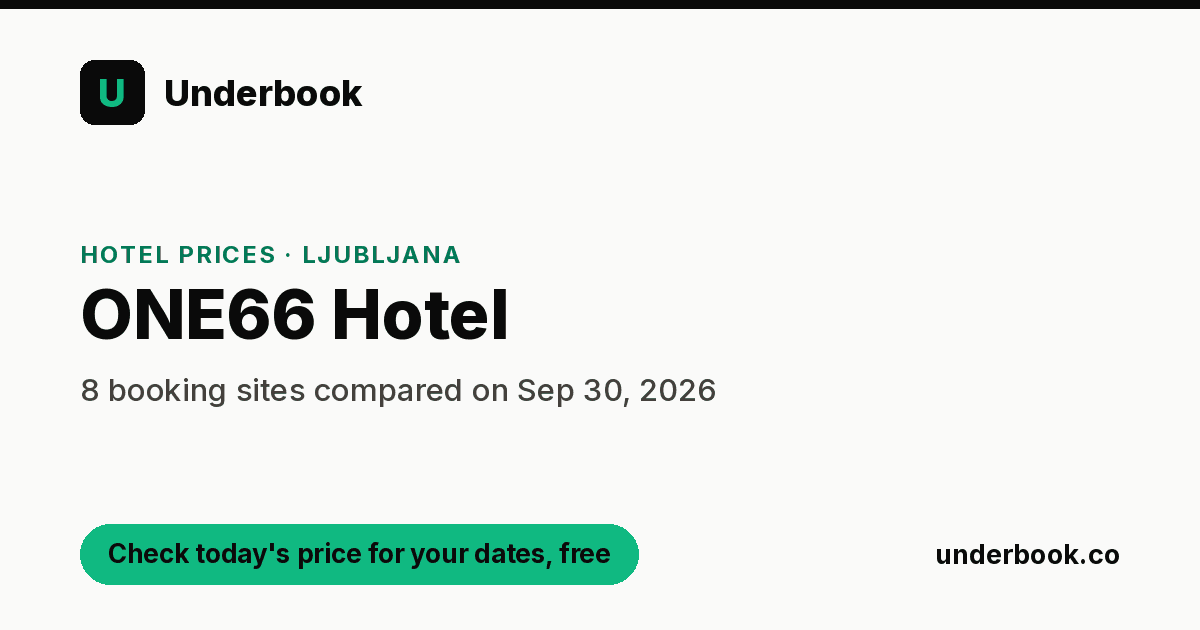 U Underbook
HOTEL PRICES · LJUBLJANA
ONE66 Hotel
8 booking sites compared on Sep 30, 2026
Check today's price for your dates, free
underbook.co